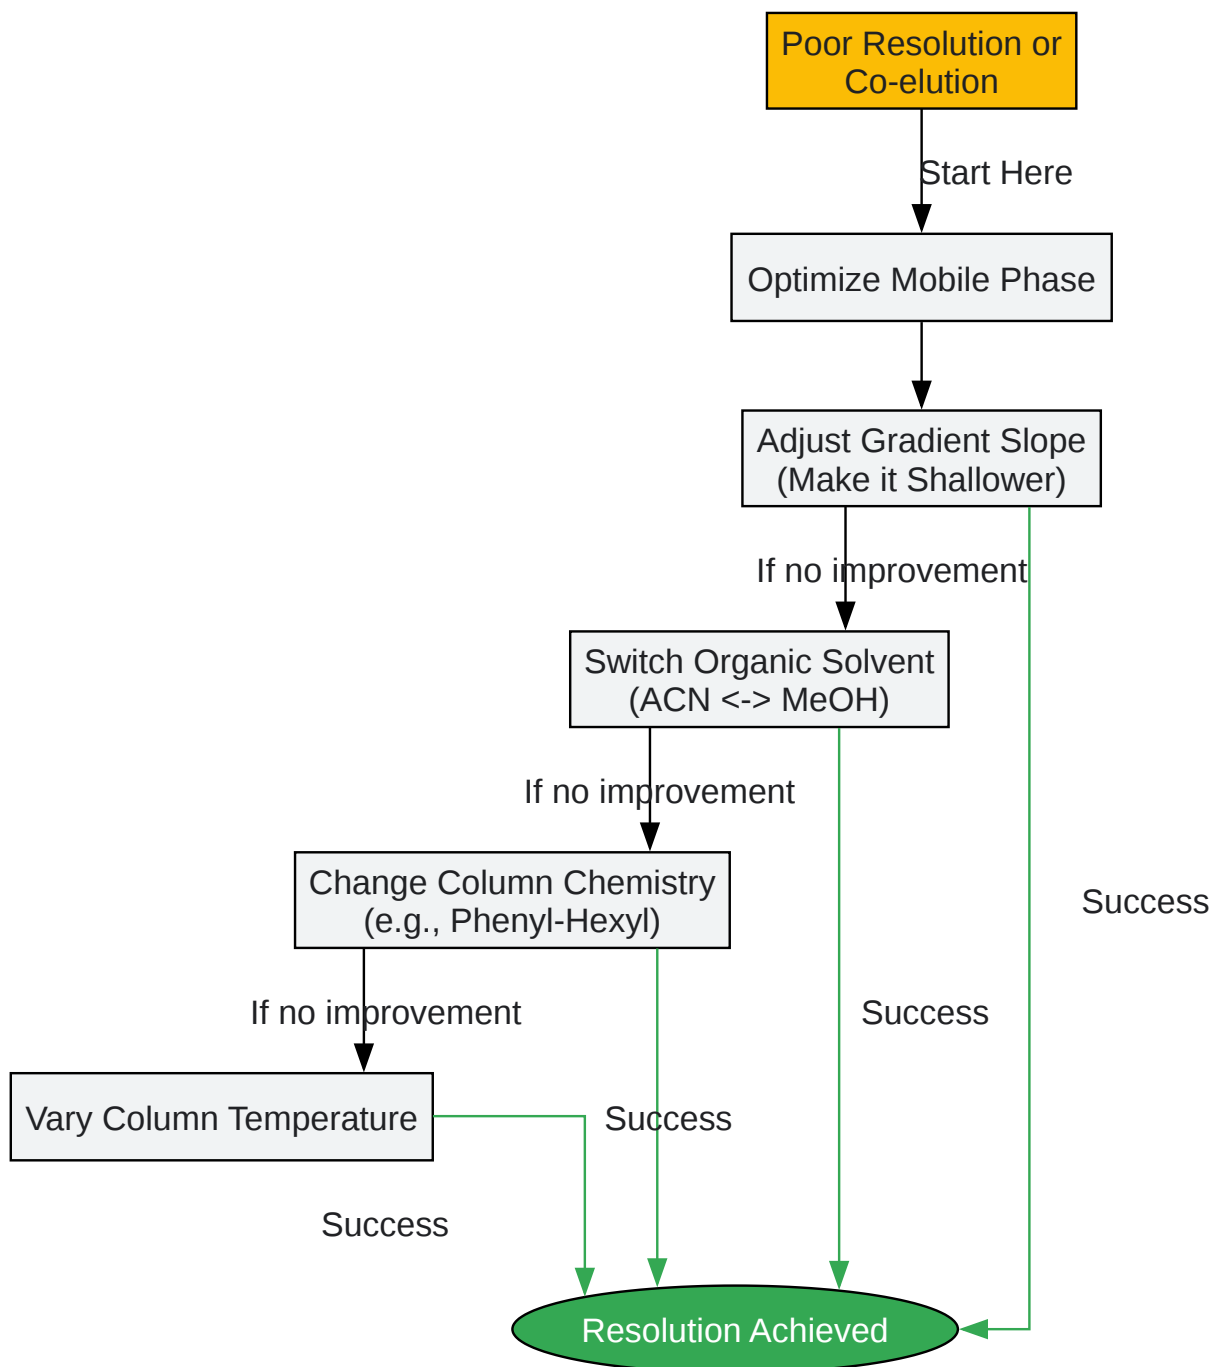 Poor Resolution or
Co-elution
Start Here
Optimize Mobile Phase
Adjust Gradient Slope
(Make it Shallower)
If no improvement
Switch Organic Solvent
(ACN <-> MeOH)
If no improvement
Change Column Chemistry
(e.g., Phenyl-Hexyl)
Success
If no improvement
Success
Vary Column Temperature
Success
Success
Resolution Achieved